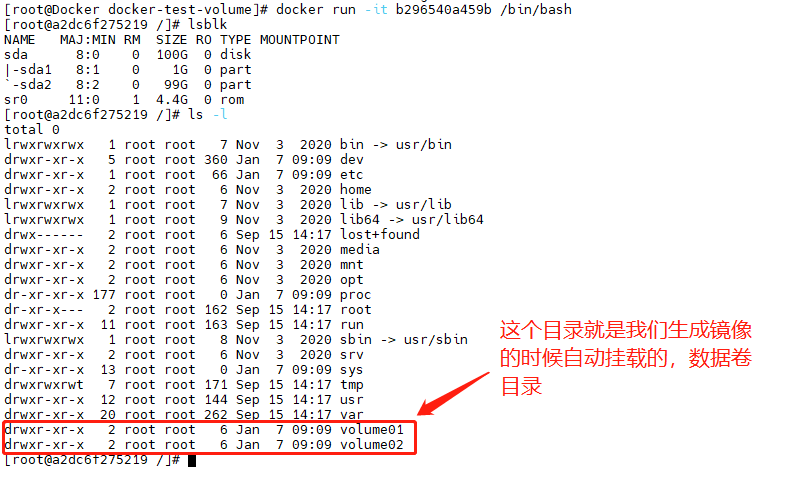 [root@Docker docker-test-volume]# docker run -it b296540a459b /bin/bash
[root@a2dc6f275219 /]# lsblk
NAME   MAJ:MIN RM  SIZE RO TYPE MOUNTPOINT
sda      8:0    0  100G  0 disk
|-sda1   8:1    0    1G  0 part
`-sda2   8:2    0   99G  0 part
sr0     11:0    1  4.4G  0 rom
[root@a2dc6f275219 /]# ls -l
total 0
lrwxrwxrwx   1 root root   7 Nov  3  2020 bin -> usr/bin
drwxr-xr-x   5 root root 360 Jan  7 09:09 dev
drwxr-xr-x   1 root root  66 Jan  7 09:09 etc
drwxr-xr-x   2 root root   6 Nov  3  2020 home
lrwxrwxrwx   1 root root   7 Nov  3  2020 lib -> usr/lib
lrwxrwxrwx   1 root root   9 Nov  3  2020 lib64 -> usr/lib64
drwx------   2 root root   6 Sep 15 14:17 lost+found
drwxr-xr-x   2 root root   6 Nov  3  2020 media
drwxr-xr-x   2 root root   6 Nov  3  2020 mnt
drwxr-xr-x   2 root root   6 Nov  3  2020 opt
dr-xr-xr-x 177 root root   0 Jan  7 09:09 proc
dr-xr-x---   2 root root 162 Sep 15 14:17 root
drwxr-xr-x  11 root root 163 Sep 15 14:17 run
lrwxrwxrwx   1 root root   8 Nov  3  2020 sbin -> usr/sbin
drwxr-xr-x   2 root root   6 Nov  3  2020 srv
dr-xr-xr-x  13 root root   0 Jan  7 09:09 sys
drwxrwxrwt   7 root root 171 Sep 15 14:17 tmp
drwxr-xr-x  12 root root 144 Sep 15 14:17 usr
drwxr-xr-x  20 root root 262 Sep 15 14:17 var
drwxr-xr-x   2 root root   6 Jan  7 09:09 volume01
drwxr-xr-x   2 root root   6 Jan  7 09:09 volume02
[root@a2dc6f275219 /]#
这个目录就是我们生成镜像
的时候自动挂载的，数据卷
目录